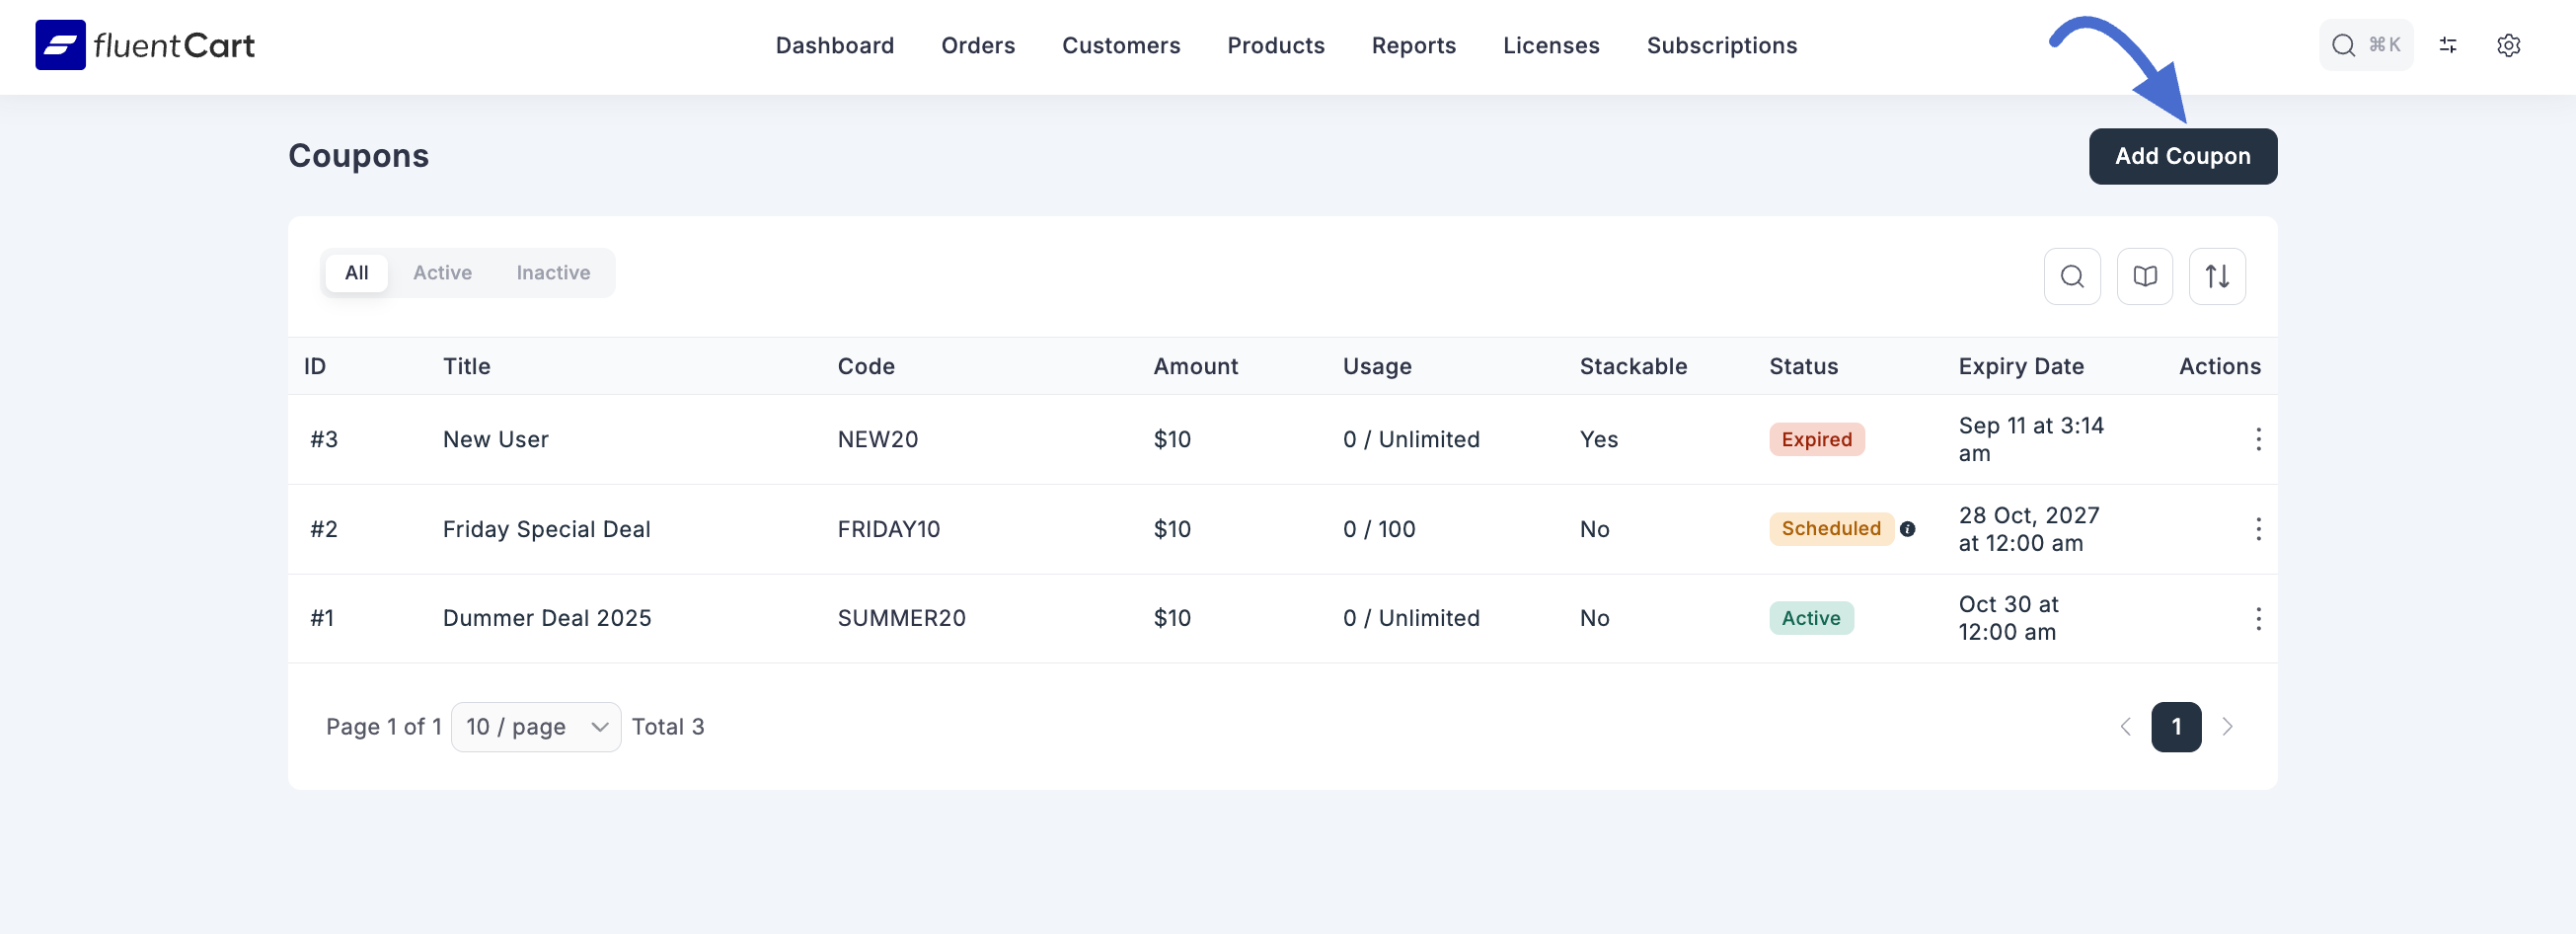 fluentCart
Dashboard Orders Customers Products Reports Licenses Subscriptions
⌘K
Coupons
Add Coupon
All Active Inactive
ID Title Code Amount Usage Stackable Status Expiry Date Actions
#3 New User NEW20 $10 0 / Unlimited Yes Expired Sep 11 at 3:14
am
#2 Friday Special Deal FRIDAY10 $10 0 / 100 No Scheduled 28 Oct, 2027
at 12:00 am
#1 Dummer Deal 2025 SUMMER20 $10 0 / Unlimited No Active Oct 30 at
12:00 am
Page 1 of 1 10 / page Total 3
1